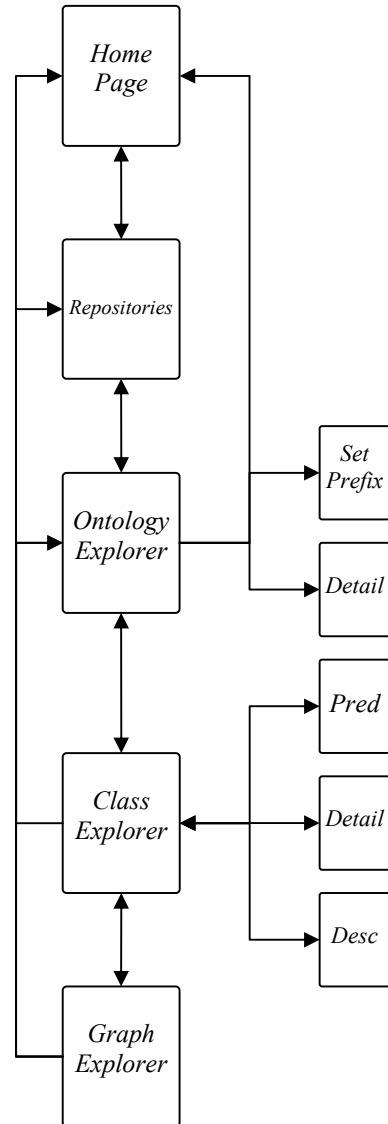 Home
Page
Repositories
Ontology
Explorer
Set
Prefix
Detail
Pred
Class
Explorer
Detail
Desc
Graph
Explorer